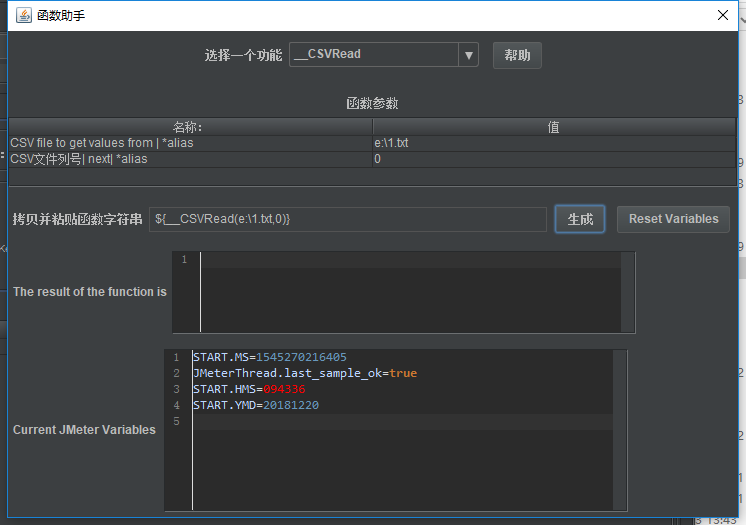 函数助手
选择一个功能 __CSVRead 帮助
函数参数
名称: 值
CSV file to get values from | *alias e:\1.txt
CSV文件列号| next| *alias 0
拷贝并粘贴函数字符串 ${__CSVRead(e:\1.txt,0)} 生成 Reset Variables
The result of the function is
1
Current JMeter Variables
1 START.MS=1545270216405
2 JMeterThread.last_sample_ok=true
3 START.HMS=094336
4 START.YMD=20181220
5